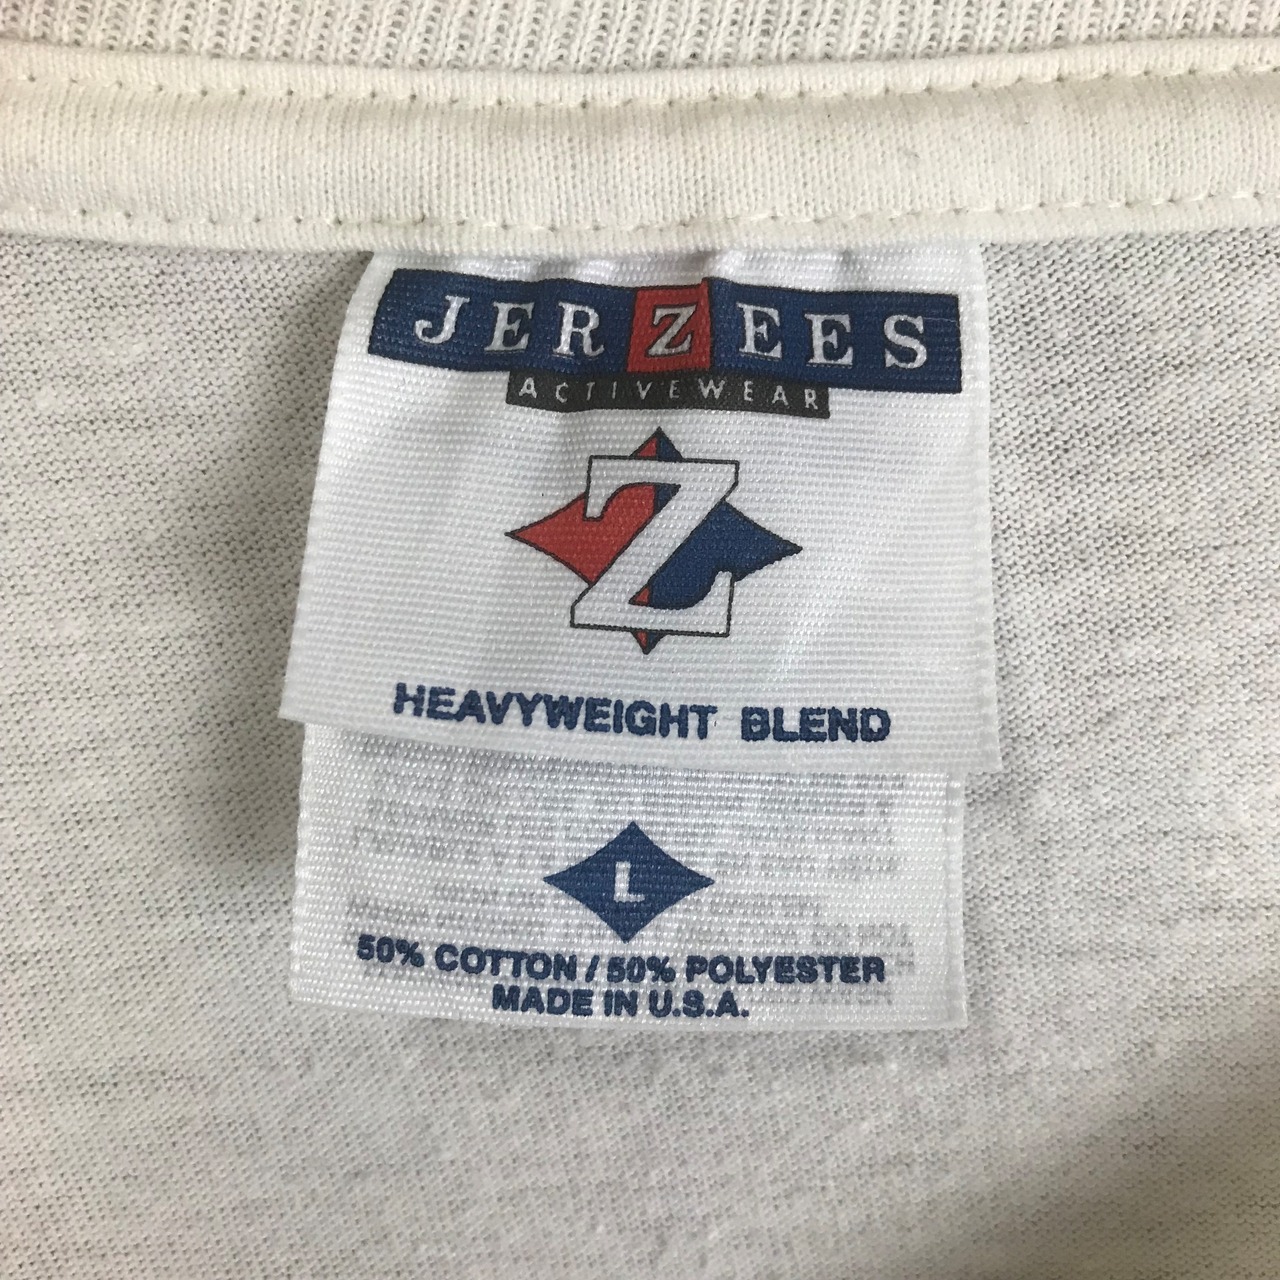 JERZEES
ACTIVEWEAR
Z
HEAVYWEIGHT BLEND
L
50% COTTON / 50% POLYESTER
MADE IN U.S.A.